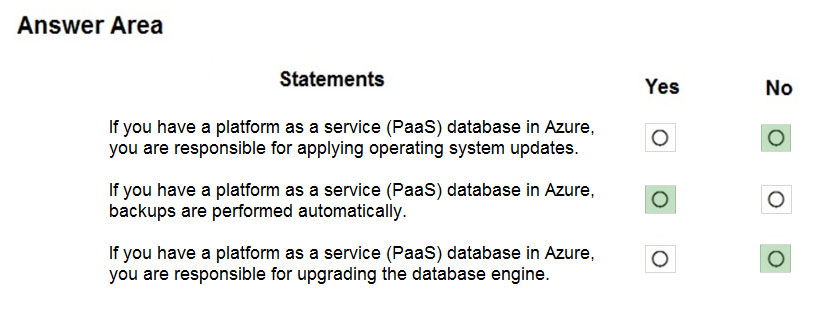 Answer Area
Statements
Yes
No
If you have a platform as a service (PaaS) database in Azure,
you are responsible for applying operating system updates.
If you have a platform as a service (PaaS) database in Azure,
backups are performed automatically.
If you have a platform as a service (PaaS) database in Azure,
you are responsible for upgrading the database engine.